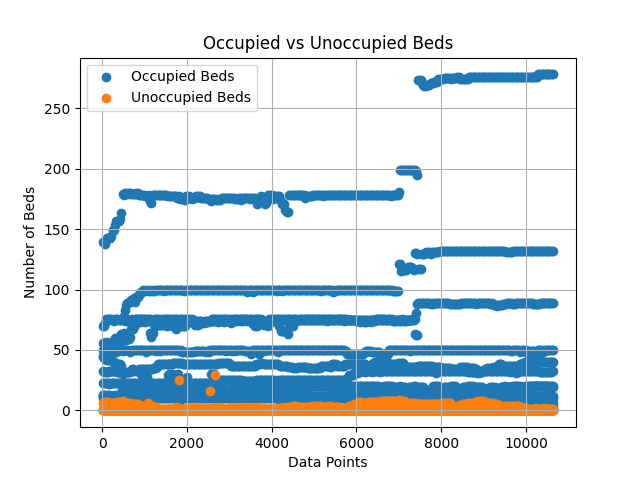 Occupied vs Unoccupied Beds
Occupied Beds
Unoccupied Beds
Number of Beds
250
200
150
100
50
0
0 2000 4000 6000 8000 10000
Data Points